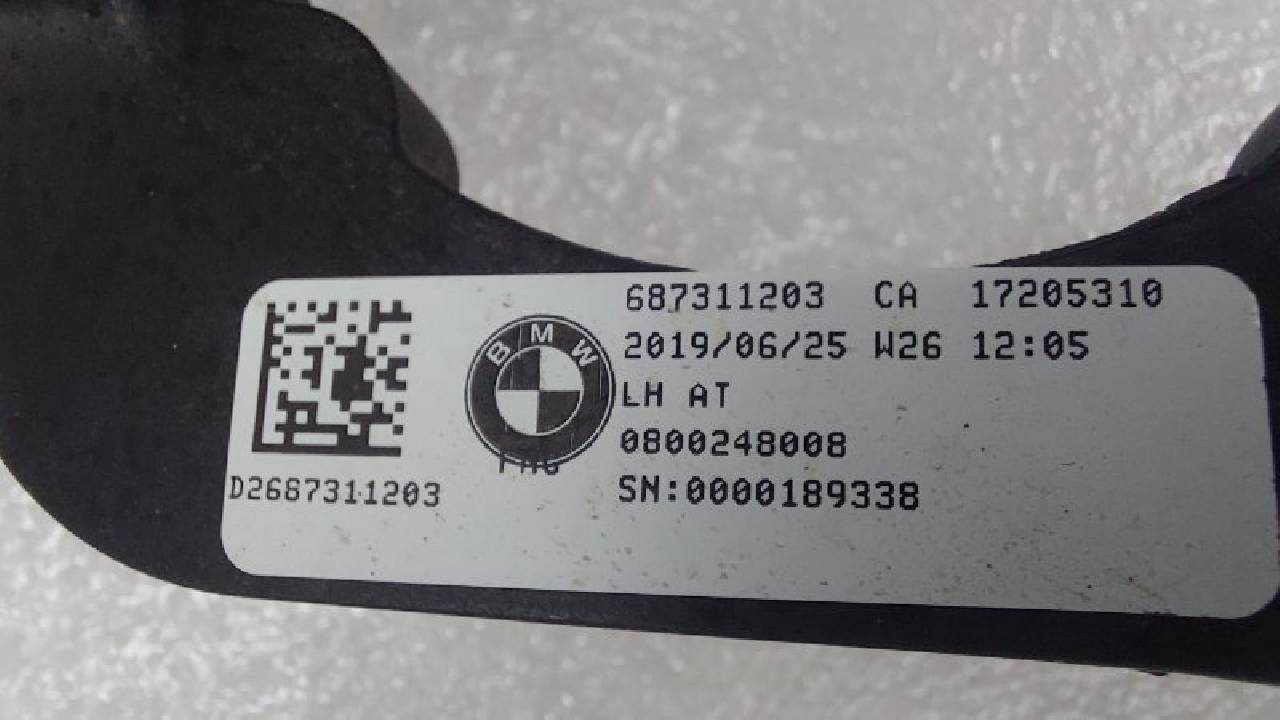 687311203 CA 17205310
BMW
2019/06/25 W26 12:05
LH AT
0800248008
D2687311203
SN:0000189338